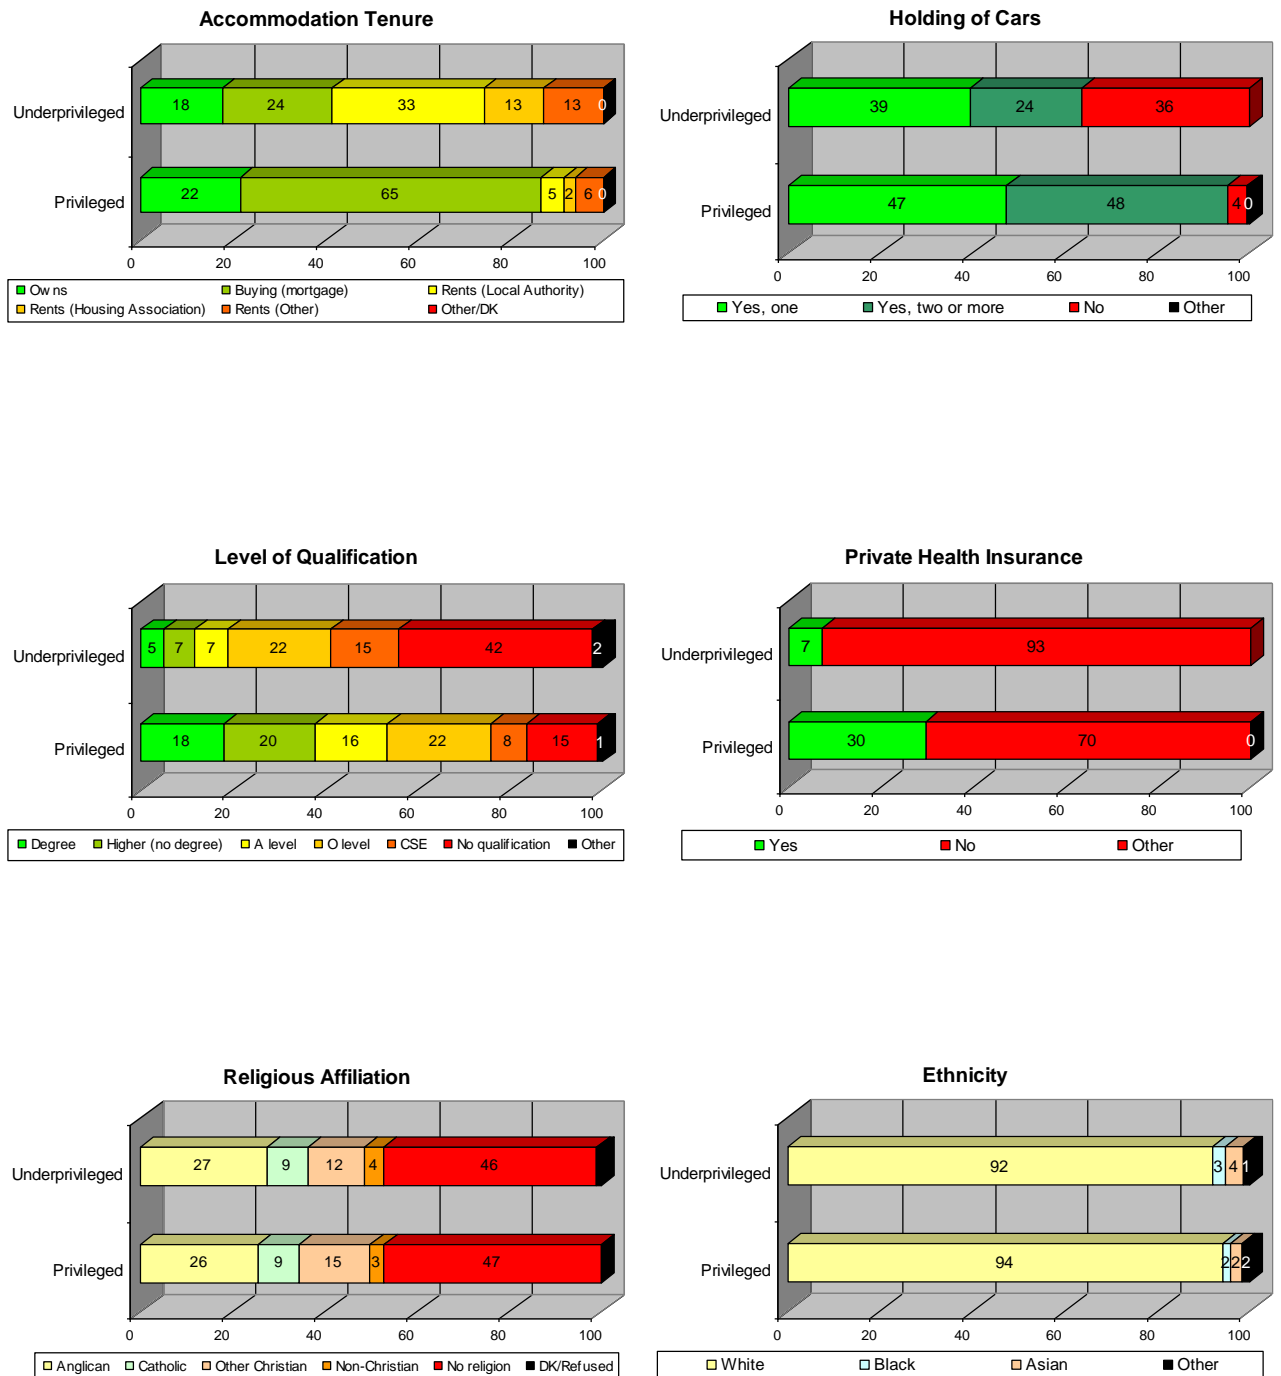 Accommodation Tenure
Underprivileged
18 24 33 13 13 0
Privileged
22 65 5 2 6 0
0 20 40 60 80 100
Owns Buying (mortgage) Rents (Local Authority)
Rents (Housing Association) Rents (Other) Other/DK
Holding of Cars
Underprivileged
39 24 36
Privileged
47 48 4 0
0 20 40 60 80 100
Yes, one Yes, two or more No Other
Level of Qualification
Underprivileged
5 7 7 22 15 42 2
Privileged
18 20 16 22 8 15 1
0 20 40 60 80 100
Degree Higher (no degree) A level O level CSE No qualification Other
Private Health Insurance
Underprivileged
7 93
Privileged
30 70 0
0 20 40 60 80 100
Yes No Other
Religious Affiliation
Underprivileged
27 9 12 4 46
Privileged
26 9 15 3 47
0 20 40 60 80 100
Anglican Catholic Other Christian Non-Christian No religion DK/Refused
Ethnicity
Underprivileged
92 3 4 1
Privileged
94 2 2 2
0 20 40 60 80 100
White Black Asian Other